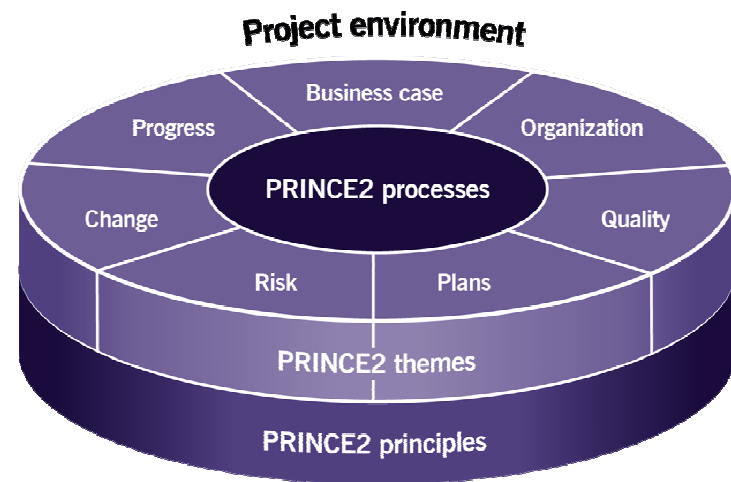 Project environment
Business case
Progress
Organization
PRINCE2 processes
Change
Quality
Risk
Plans
PRINCE2 themes
PRINCE2 principles